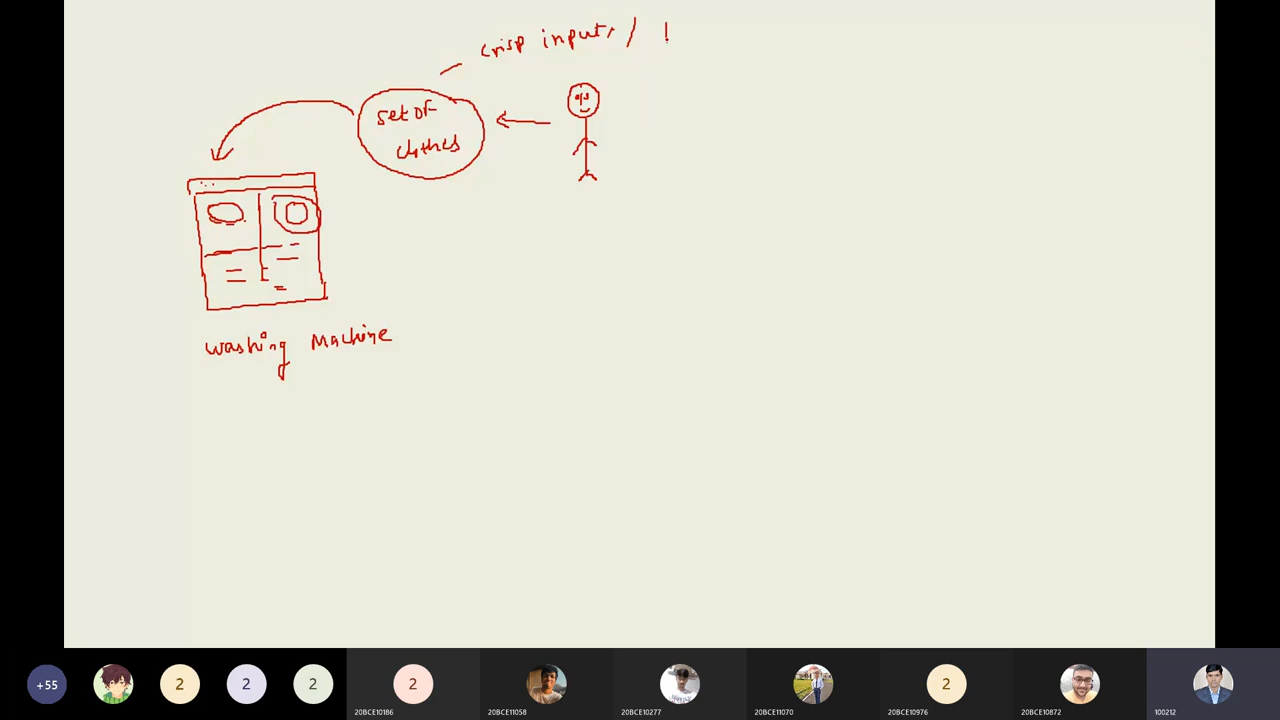 crisp inputs / !
set of
clothes
washing Machine
+55
2
2
2
2
2
20BCE10186
20BCE11058
20BCE10277
20BCE11070
20BCE10976
20BCE10872
100212